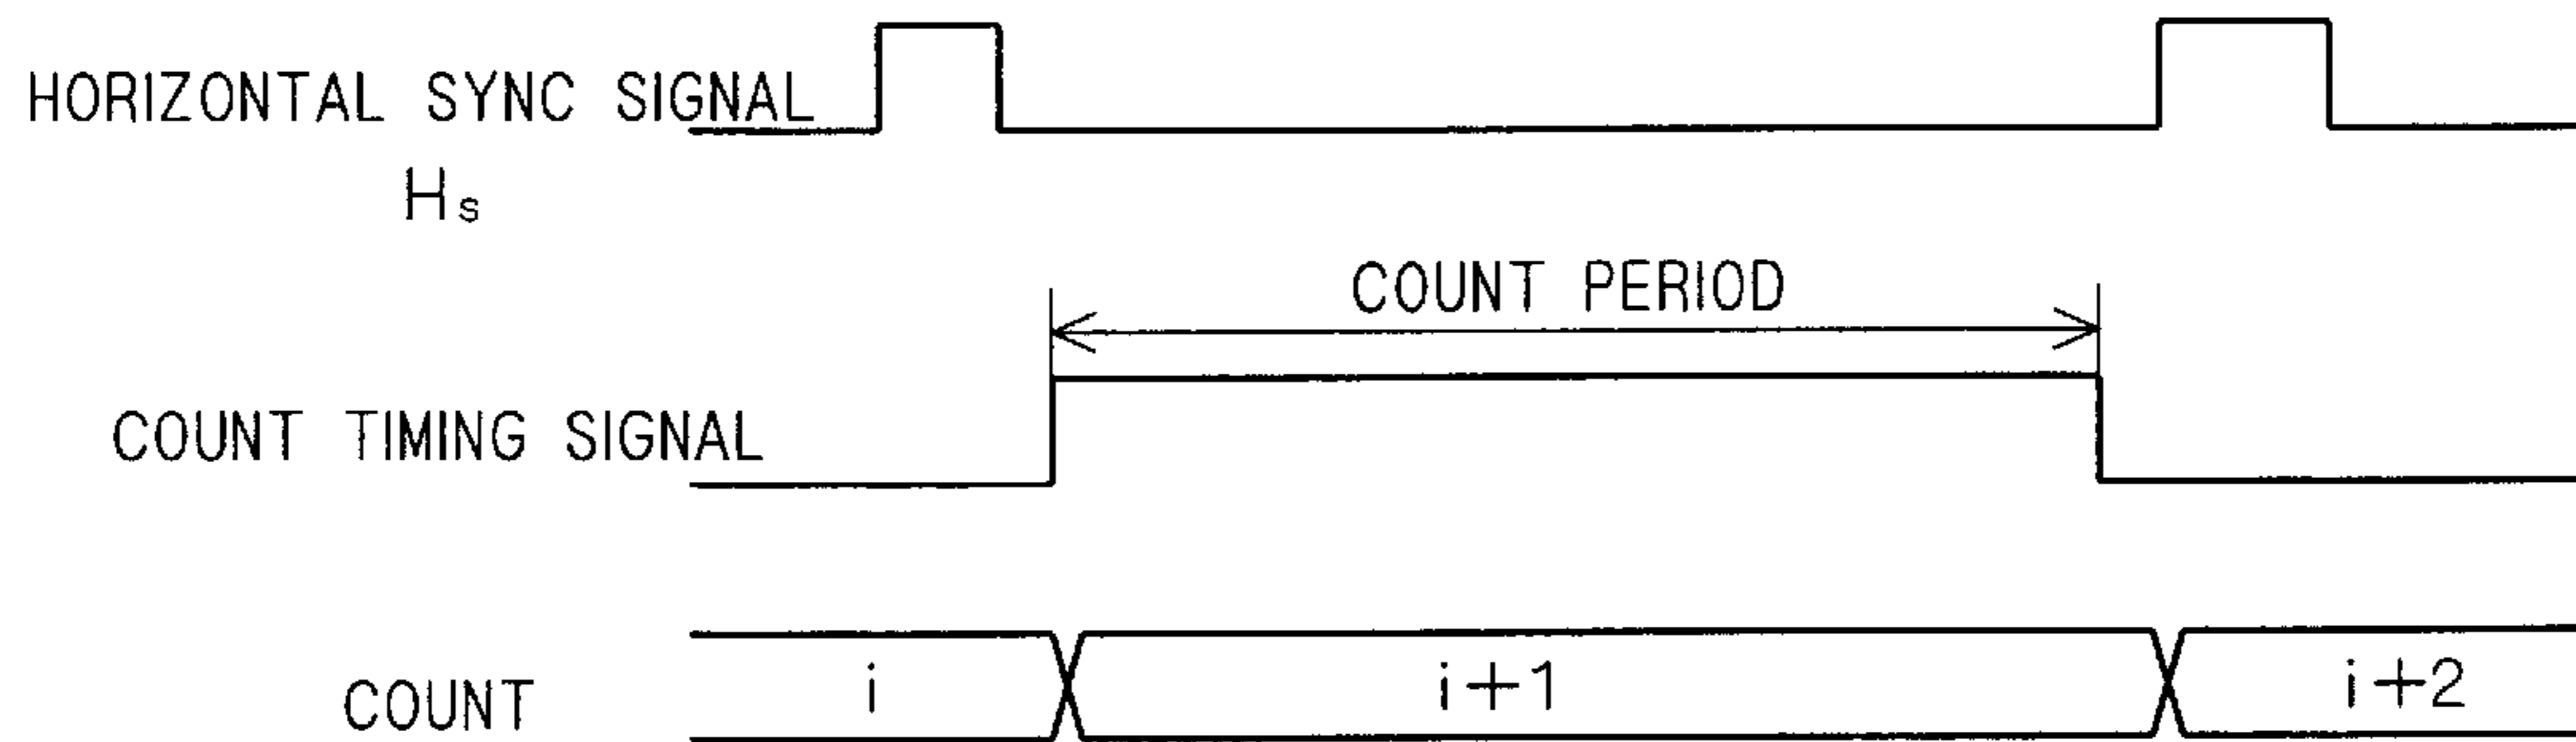 HORIZONTAL SYNC SIGNAL
Hs
COUNT PERIOD
COUNT TIMING SIGNAL
COUNT
i
i+1
i+2